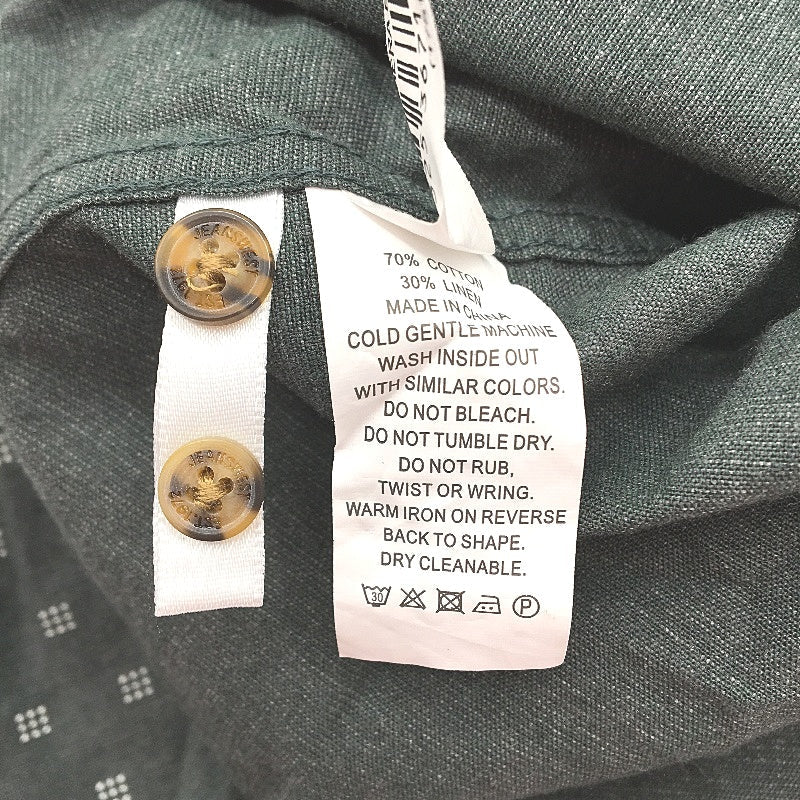 JEANSWEST
JEANSWEST
70% COTTON
30% LINEN
MADE IN CHINA
COLD GENTLE MACHINE
WASH INSIDE OUT
WITH SIMILAR COLORS.
DO NOT BLEACH.
DO NOT TUMBLE DRY.
DO NOT RUB,
TWIST OR WRING.
WARM IRON ON REVERSE
BACK TO SHAPE.
DRY CLEANABLE.
30 P